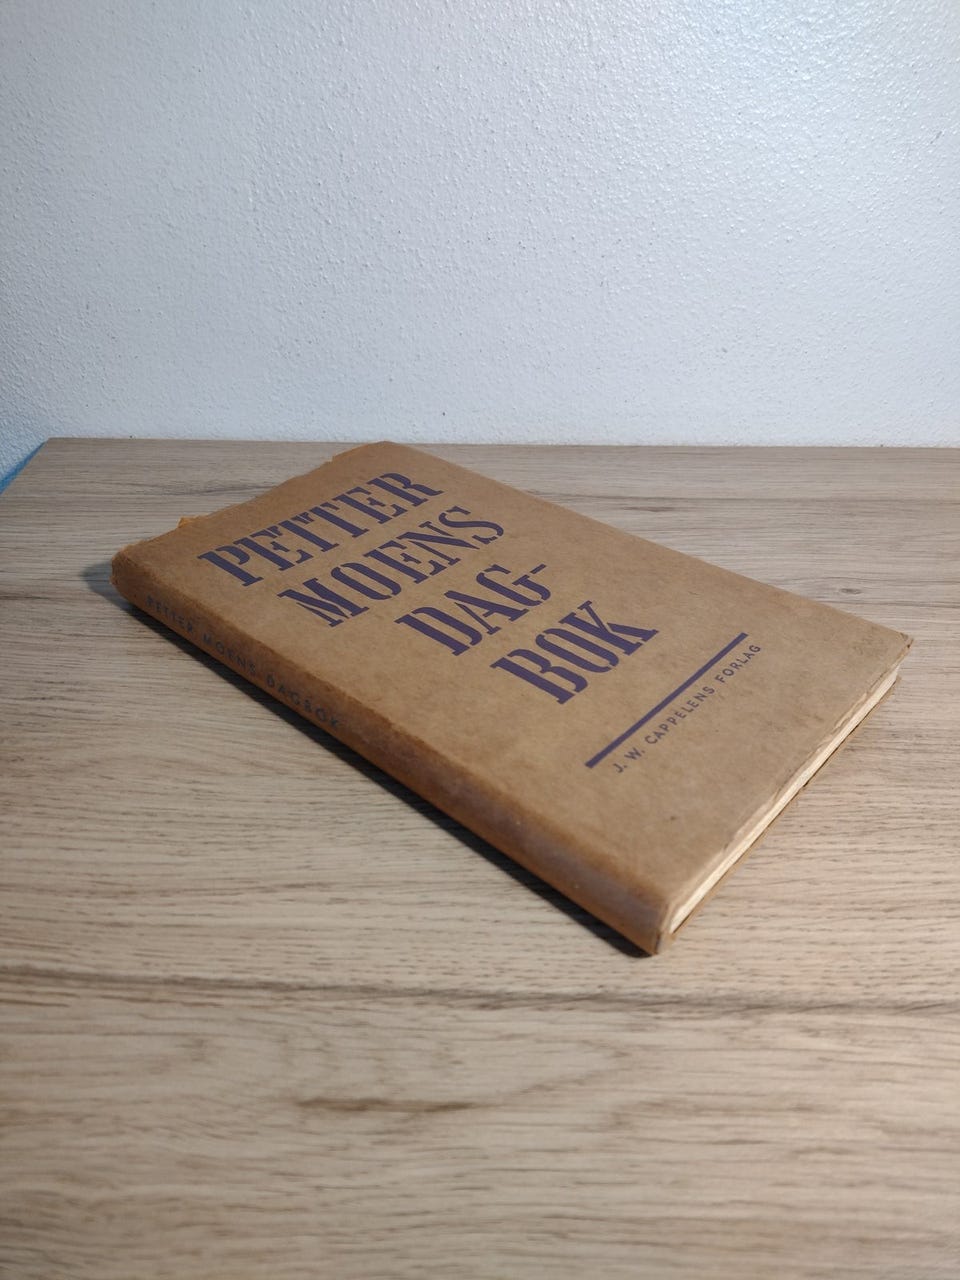 PETTER
MOENS
DAG-
BOK
J. W. CAPPELENS FORLAG
PETTER MOENS DAGBOK